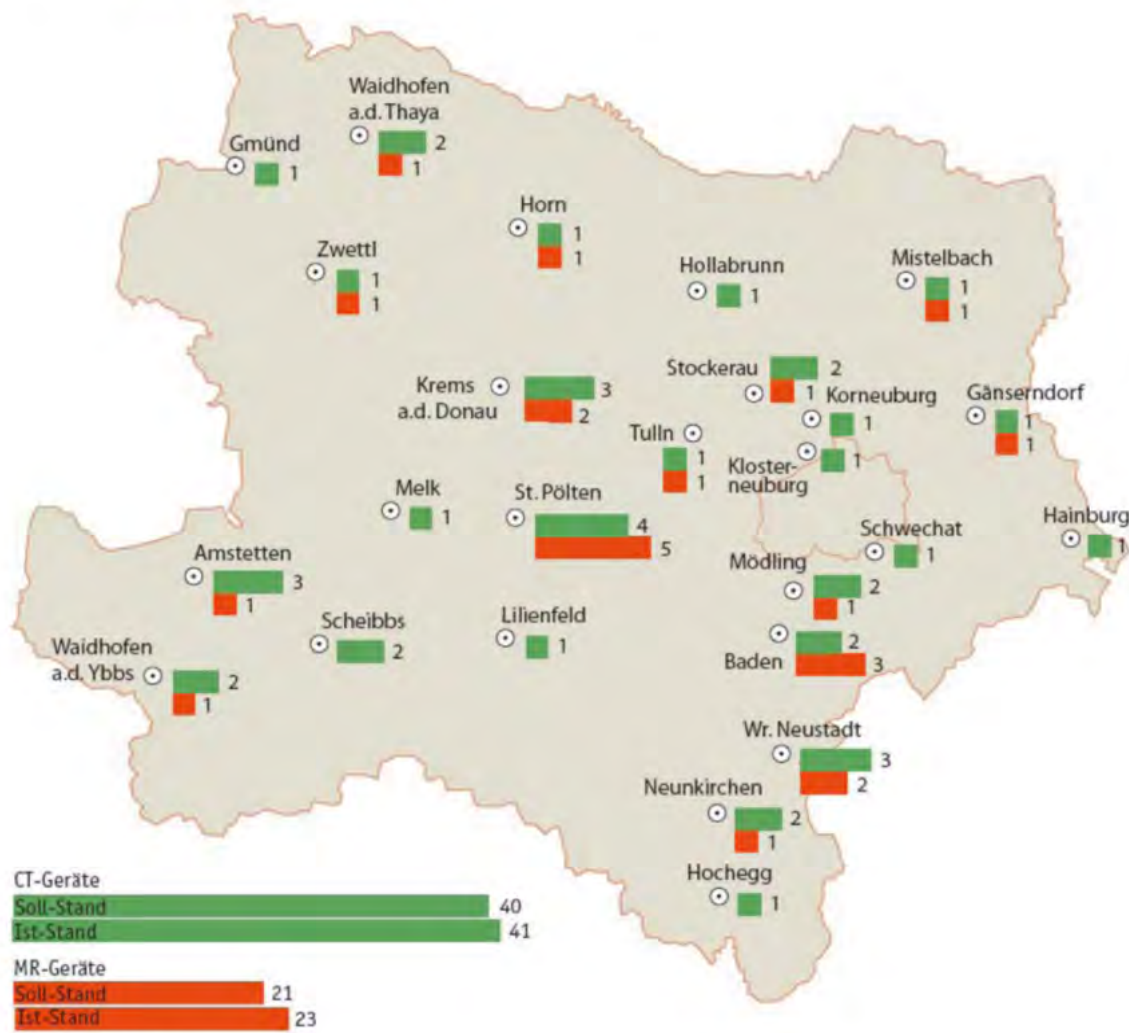 Waidhofen
a.d. Thaya
2
1
Gmünd
1
Horn
1
1
Zwettl
1
1
Hollabrunn
1
Mistelbach
1
1
Krems
a.d. Donau
3
2
Stockerau
2
1
Korneuburg
1
Gänserndorf
1
1
Tulln
1
1
Kloster-
neuburg
1
Melk
1
St. Pölten
4
5
Schwechat
1
Hainburg
1
Amstetten
3
1
Mödling
2
1
Scheibbs
2
Lilienfeld
1
Baden
2
3
Waidhofen
a.d. Ybbs
2
1
Wr. Neustadt
3
2
Neunkirchen
2
1
Hochegg
1
CT-Geräte
Soll-Stand 40
Ist-Stand 41
MR-Geräte
Soll-Stand 21
Ist-Stand 23